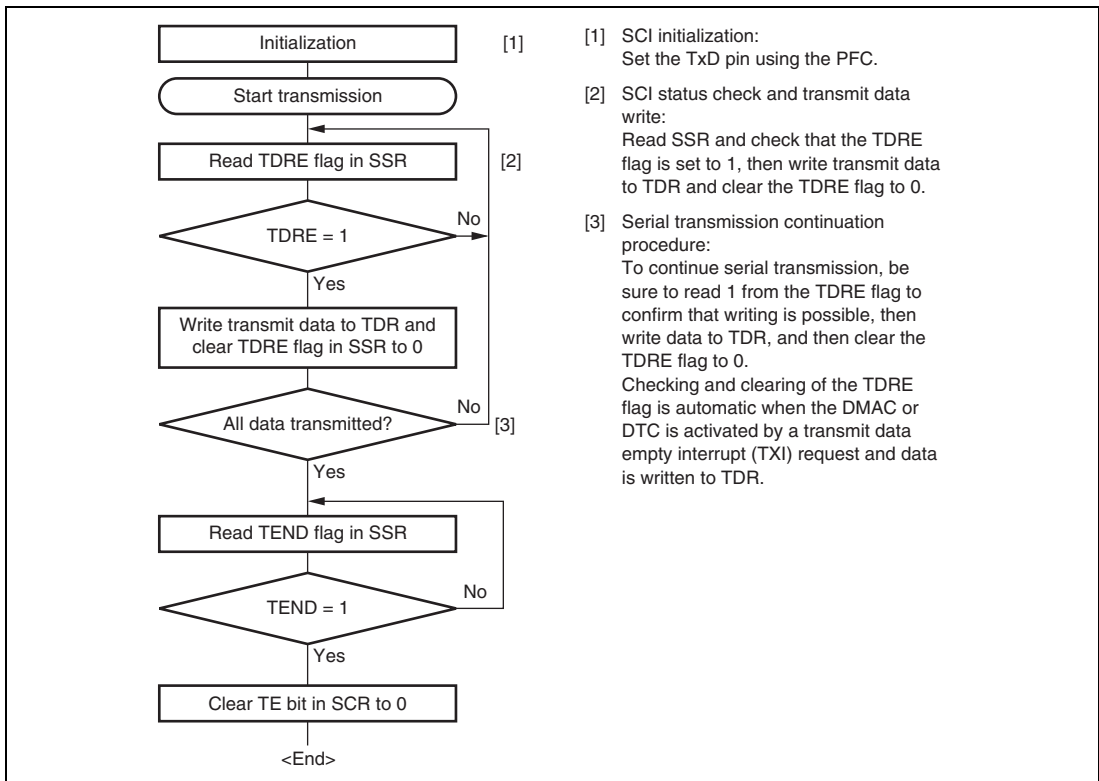 Initialization [1]
Start transmission
Read TDRE flag in SSR [2]
No
TDRE = 1
Yes
Write transmit data to TDR and
clear TDRE flag in SSR to 0
No
All data transmitted? [3]
Yes
Read TEND flag in SSR
No
TEND = 1
Yes
Clear TE bit in SCR to 0
<End>
[1] SCI initialization:
Set the TxD pin using the PFC.
[2] SCI status check and transmit data
write:
Read SSR and check that the TDRE
flag is set to 1, then write transmit data
to TDR and clear the TDRE flag to 0.
[3] Serial transmission continuation
procedure:
To continue serial transmission, be
sure to read 1 from the TDRE flag to
confirm that writing is possible, then
write data to TDR, and then clear the
TDRE flag to 0.
Checking and clearing of the TDRE
flag is automatic when the DMAC or
DTC is activated by a transmit data
empty interrupt (TXI) request and data
is written to TDR.